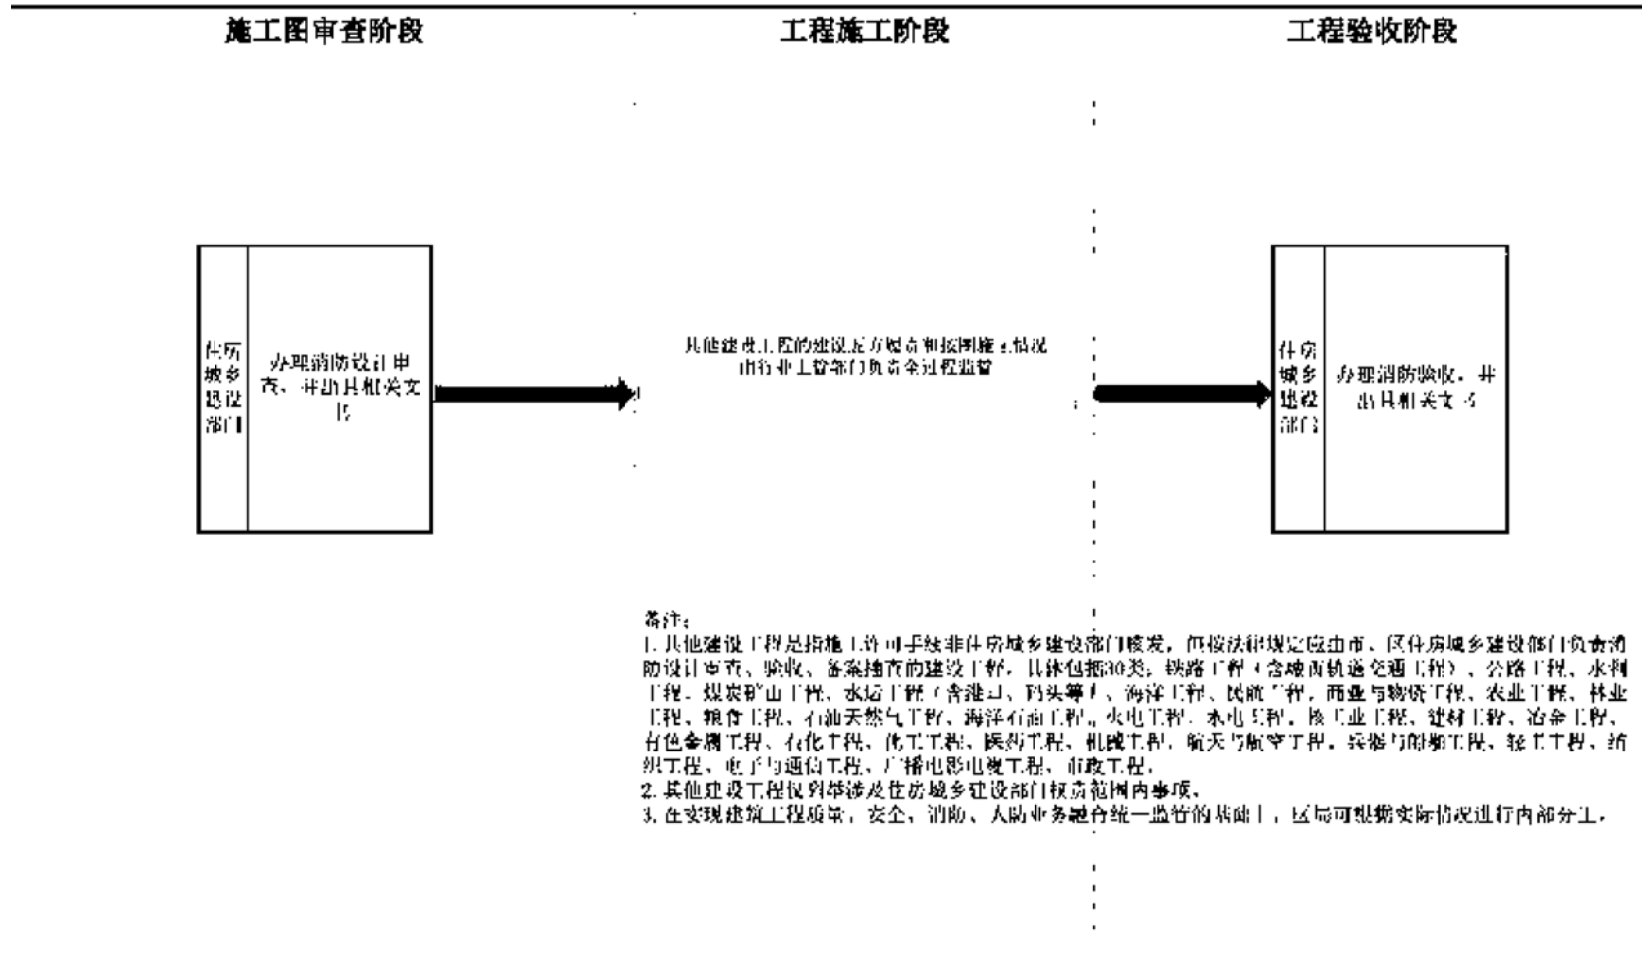 施工图审查阶段
工程施工阶段
工程验收阶段
住房
城乡
建设
部门
办理消防设计审
查，并出具相关文
书
其他建设工程的建设五方履责和按图施工情况
由行业主管部门负责全过程监督
住房
城乡
建设
部门
办理消防验收，并
出具相关文书
备注：
1.其他建设工程是指施工许可手续非住房城乡建设部门核发，但按法律规定应由市、区住房城乡建设部门负责消
防设计审查、验收、备案抽查的建设工程，具体包括30类：铁路工程（含城市轨道交通工程）、公路工程、水利
工程、煤炭矿山工程、水运工程（含港口、码头等）、海洋工程、民航工程、商业与物资工程、农业工程、林业
工程、粮食工程、石油天然气工程、海洋石油工程、火电工程、水电工程、核工业工程、建材工程、冶金工程、
有色金属工程、石化工程、化工工程、医药工程、机械工程、航天与航空工程、兵器与船舶工程、轻工工程、纺
织工程、电子与通信工程、广播电影电视工程、市政工程。
2.其他建设工程仅列举涉及住房城乡建设部门权责范围内事项。
3.在实现建筑工程质量、安全、消防、人防业务融合统一监管的基础上，区局可根据实际情况进行内部分工。